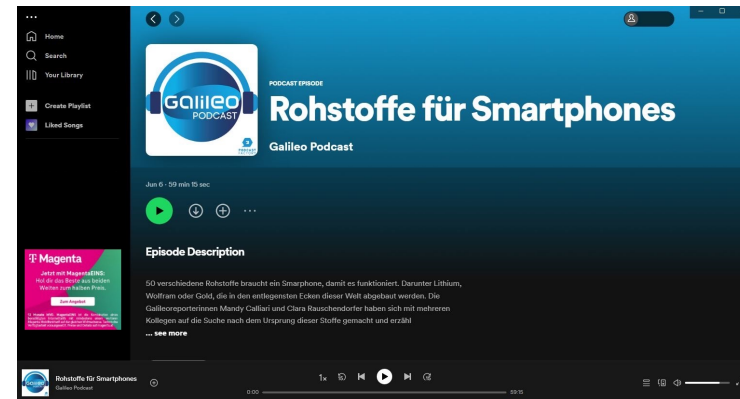 Home
Search
Your Library
Create Playlist
Liked Songs
Magenta
Jetzt mit MagentaEINS:
Hol dir das Beste aus beiden
Welten zum halben Preis.
Zum Angebot
Galileo
PODCAST
PODCAST EPISODE
Rohstoffe für Smartphones
Galileo Podcast
Jun 6 · 59 min 15 sec
Episode Description
50 verschiedene Rohstoffe braucht ein Smarphone, damit es funktioniert. Darunter Lithium,
Wolfram oder Gold, die in den entlegensten Ecken dieser Welt abgebaut werden. Die
Galileoreporterinnen Mandy Calliari und Clara Rauschendorfer haben sich mit mehreren
Kollegen auf die Suche nach dem Ursprung dieser Stoffe gemacht und erzähl
... see more
Rohstoffe für Smartphones
Galileo Podcast
1x
0:00
59:15